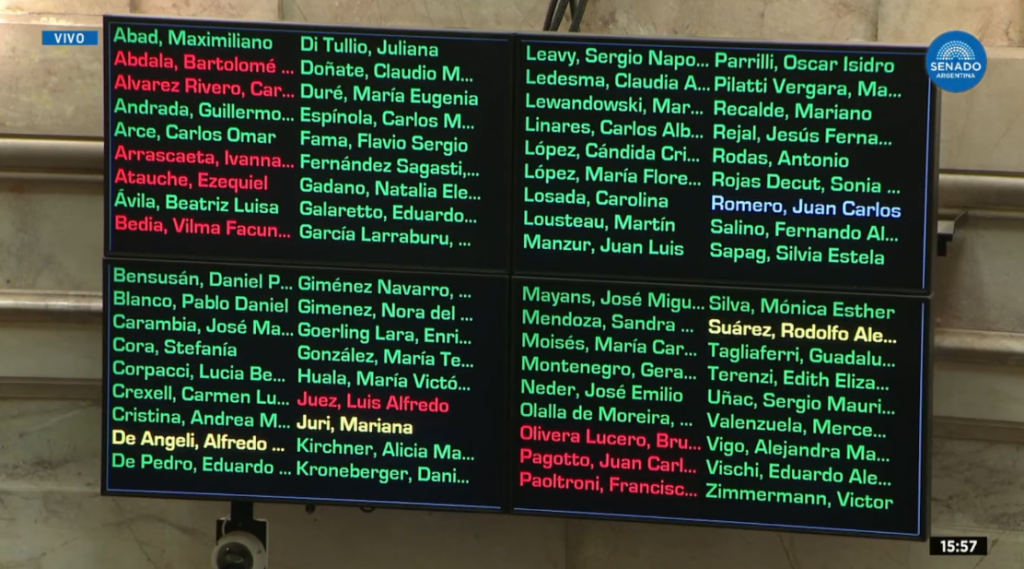 VIVO
SENADO
ARGENTINA
Abad, Maximiliano
Abdala, Bartolomé ...
Alvarez Rivero, Car...
Andrada, Guillermo...
Arce, Carlos Omar
Arrascaeta, Ivanna...
Atauche, Ezequiel
Ávila, Beatriz Luisa
Bedia, Vilma Facun...
Di Tullio, Juliana
Doñate, Claudio M...
Duré, María Eugenia
Espínola, Carlos M...
Fama, Flavio Sergio
Fernández Sagasti,...
Gadano, Natalia Ele...
Galaretto, Eduardo...
García Larraburu, ...
Leavy, Sergio Napo...
Ledesma, Claudia A...
Lewandowski, Mar...
Linares, Carlos Alb...
López, Cándida Cri...
López, María Flore...
Losada, Carolina
Lousteau, Martín
Manzur, Juan Luis
Parrilli, Oscar Isidro
Pilatti Vergara, Ma...
Recalde, Mariano
Rejal, Jesús Ferna...
Rodas, Antonio
Rojas Decut, Sonia ...
Romero, Juan Carlos
Salino, Fernando Al...
Sapag, Silvia Estela
Bensusán, Daniel P...
Blanco, Pablo Daniel
Carambia, José Ma...
Cora, Stefanía
Corpacci, Lucia Be...
Crexell, Carmen Lu...
Cristina, Andrea M...
De Angeli, Alfredo ...
De Pedro, Eduardo ...
Giménez Navarro, ...
Gimenez, Nora del ...
Goerling Lara, Enri...
González, María Te...
Huala, María Victó...
Juez, Luis Alfredo
Juri, Mariana
Kirchner, Alicia Ma...
Kroneberger, Dani...
Mayans, José Migu...
Mendoza, Sandra ...
Moisés, María Car...
Montenegro, Gera...
Neder, José Emilio
Olalla de Moreira, ...
Olivera Lucero, Bru...
Pagotto, Juan Carl...
Paoltroni, Francisc...
Silva, Mónica Esther
Suárez, Rodolfo Ale...
Tagliaferri, Guadalu...
Terenzi, Edith Eliza...
Uñac, Sergio Mauri...
Valenzuela, Merce...
Vigo, Alejandra Ma...
Vischi, Eduardo Ale...
Zimmermann, Victor
15:57